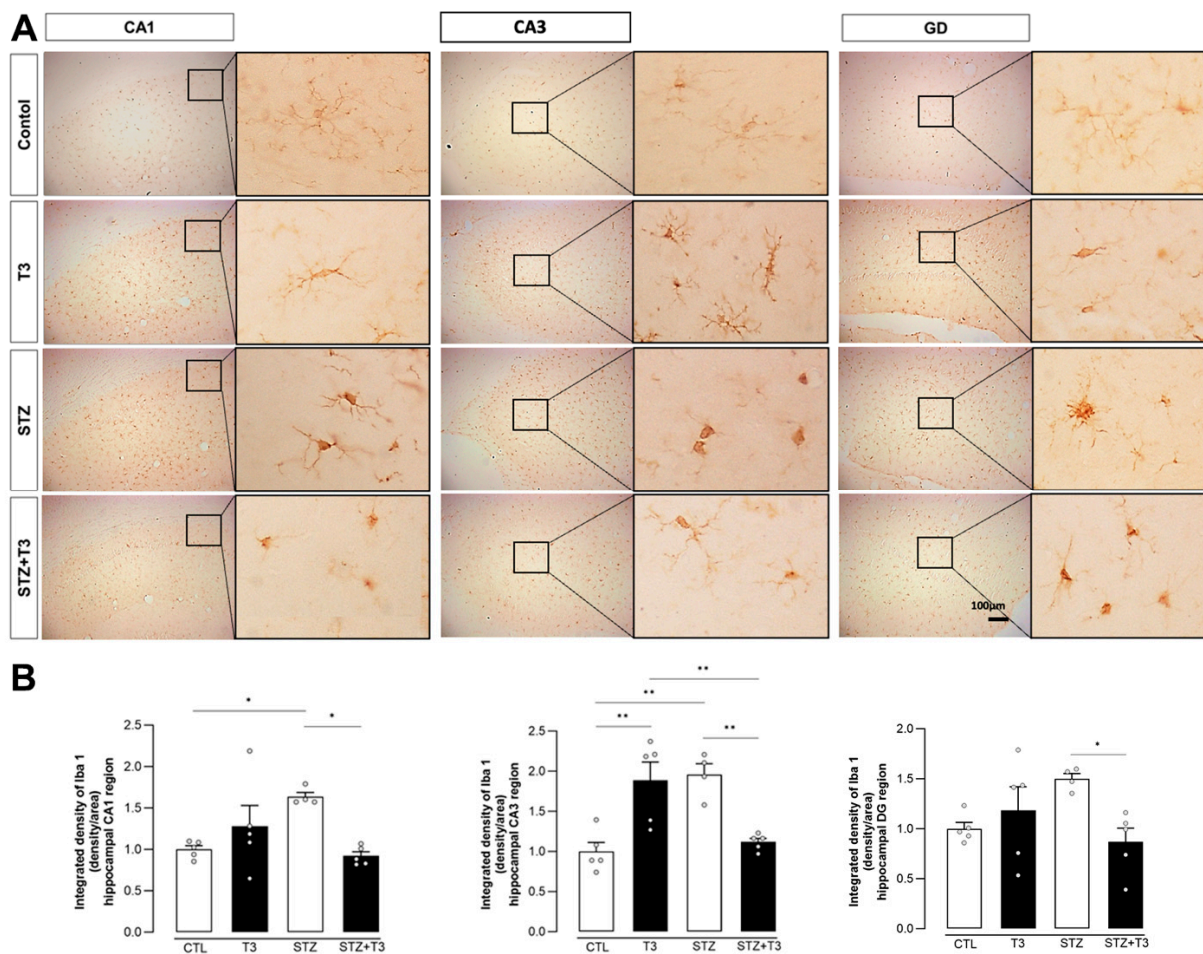 A
CA1
CA3
GD
Contol
T3
STZ
STZ+T3
100µm
B
*
*
2.5
2.0
1.5
1.0
0.5
0.0
Integrated density of Iba 1
(density/area)
hippocampal CA1 region
CTL
T3
STZ
STZ+T3
**
**
**
**
2.5
2.0
1.5
1.0
0.5
0.0
Integrated density of Iba 1
(density/area)
hippocampal CA3 region
CTL
T3
STZ
STZ+T3
*
2.0
1.5
1.0
0.5
0.0
Integrated density of Iba 1
(density/area)
hippocampal DG region
CTL
T3
STZ
STZ+T3